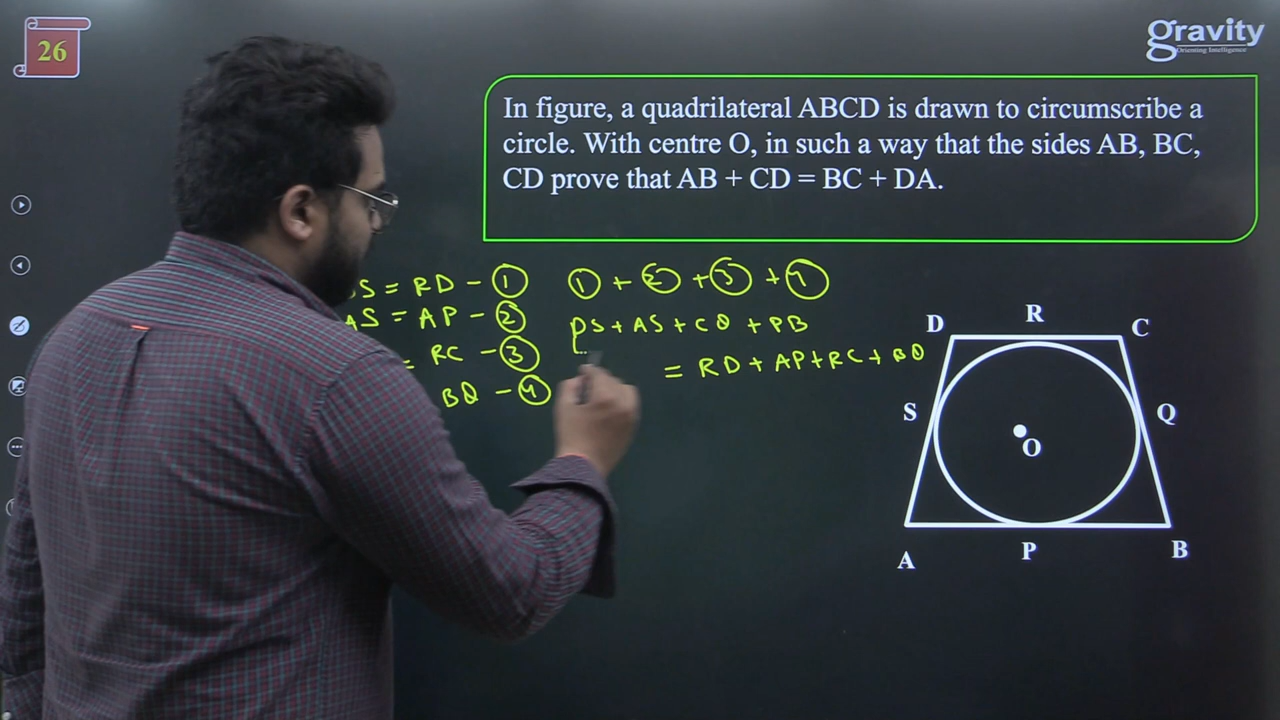 26
gravity
Orienting Intelligence
In figure, a quadrilateral ABCD is drawn to circumscribe a
circle. With centre O, in such a way that the sides AB, BC,
CD prove that AB + CD = BC + DA.
S = RD - ①
AS = AP - ②
= RC - ③
BQ - ④
① + ② + ③ + ④
DS + AS + CQ + PB
= RD + AP + RC + BQ
D R C
S Q
O
A P B